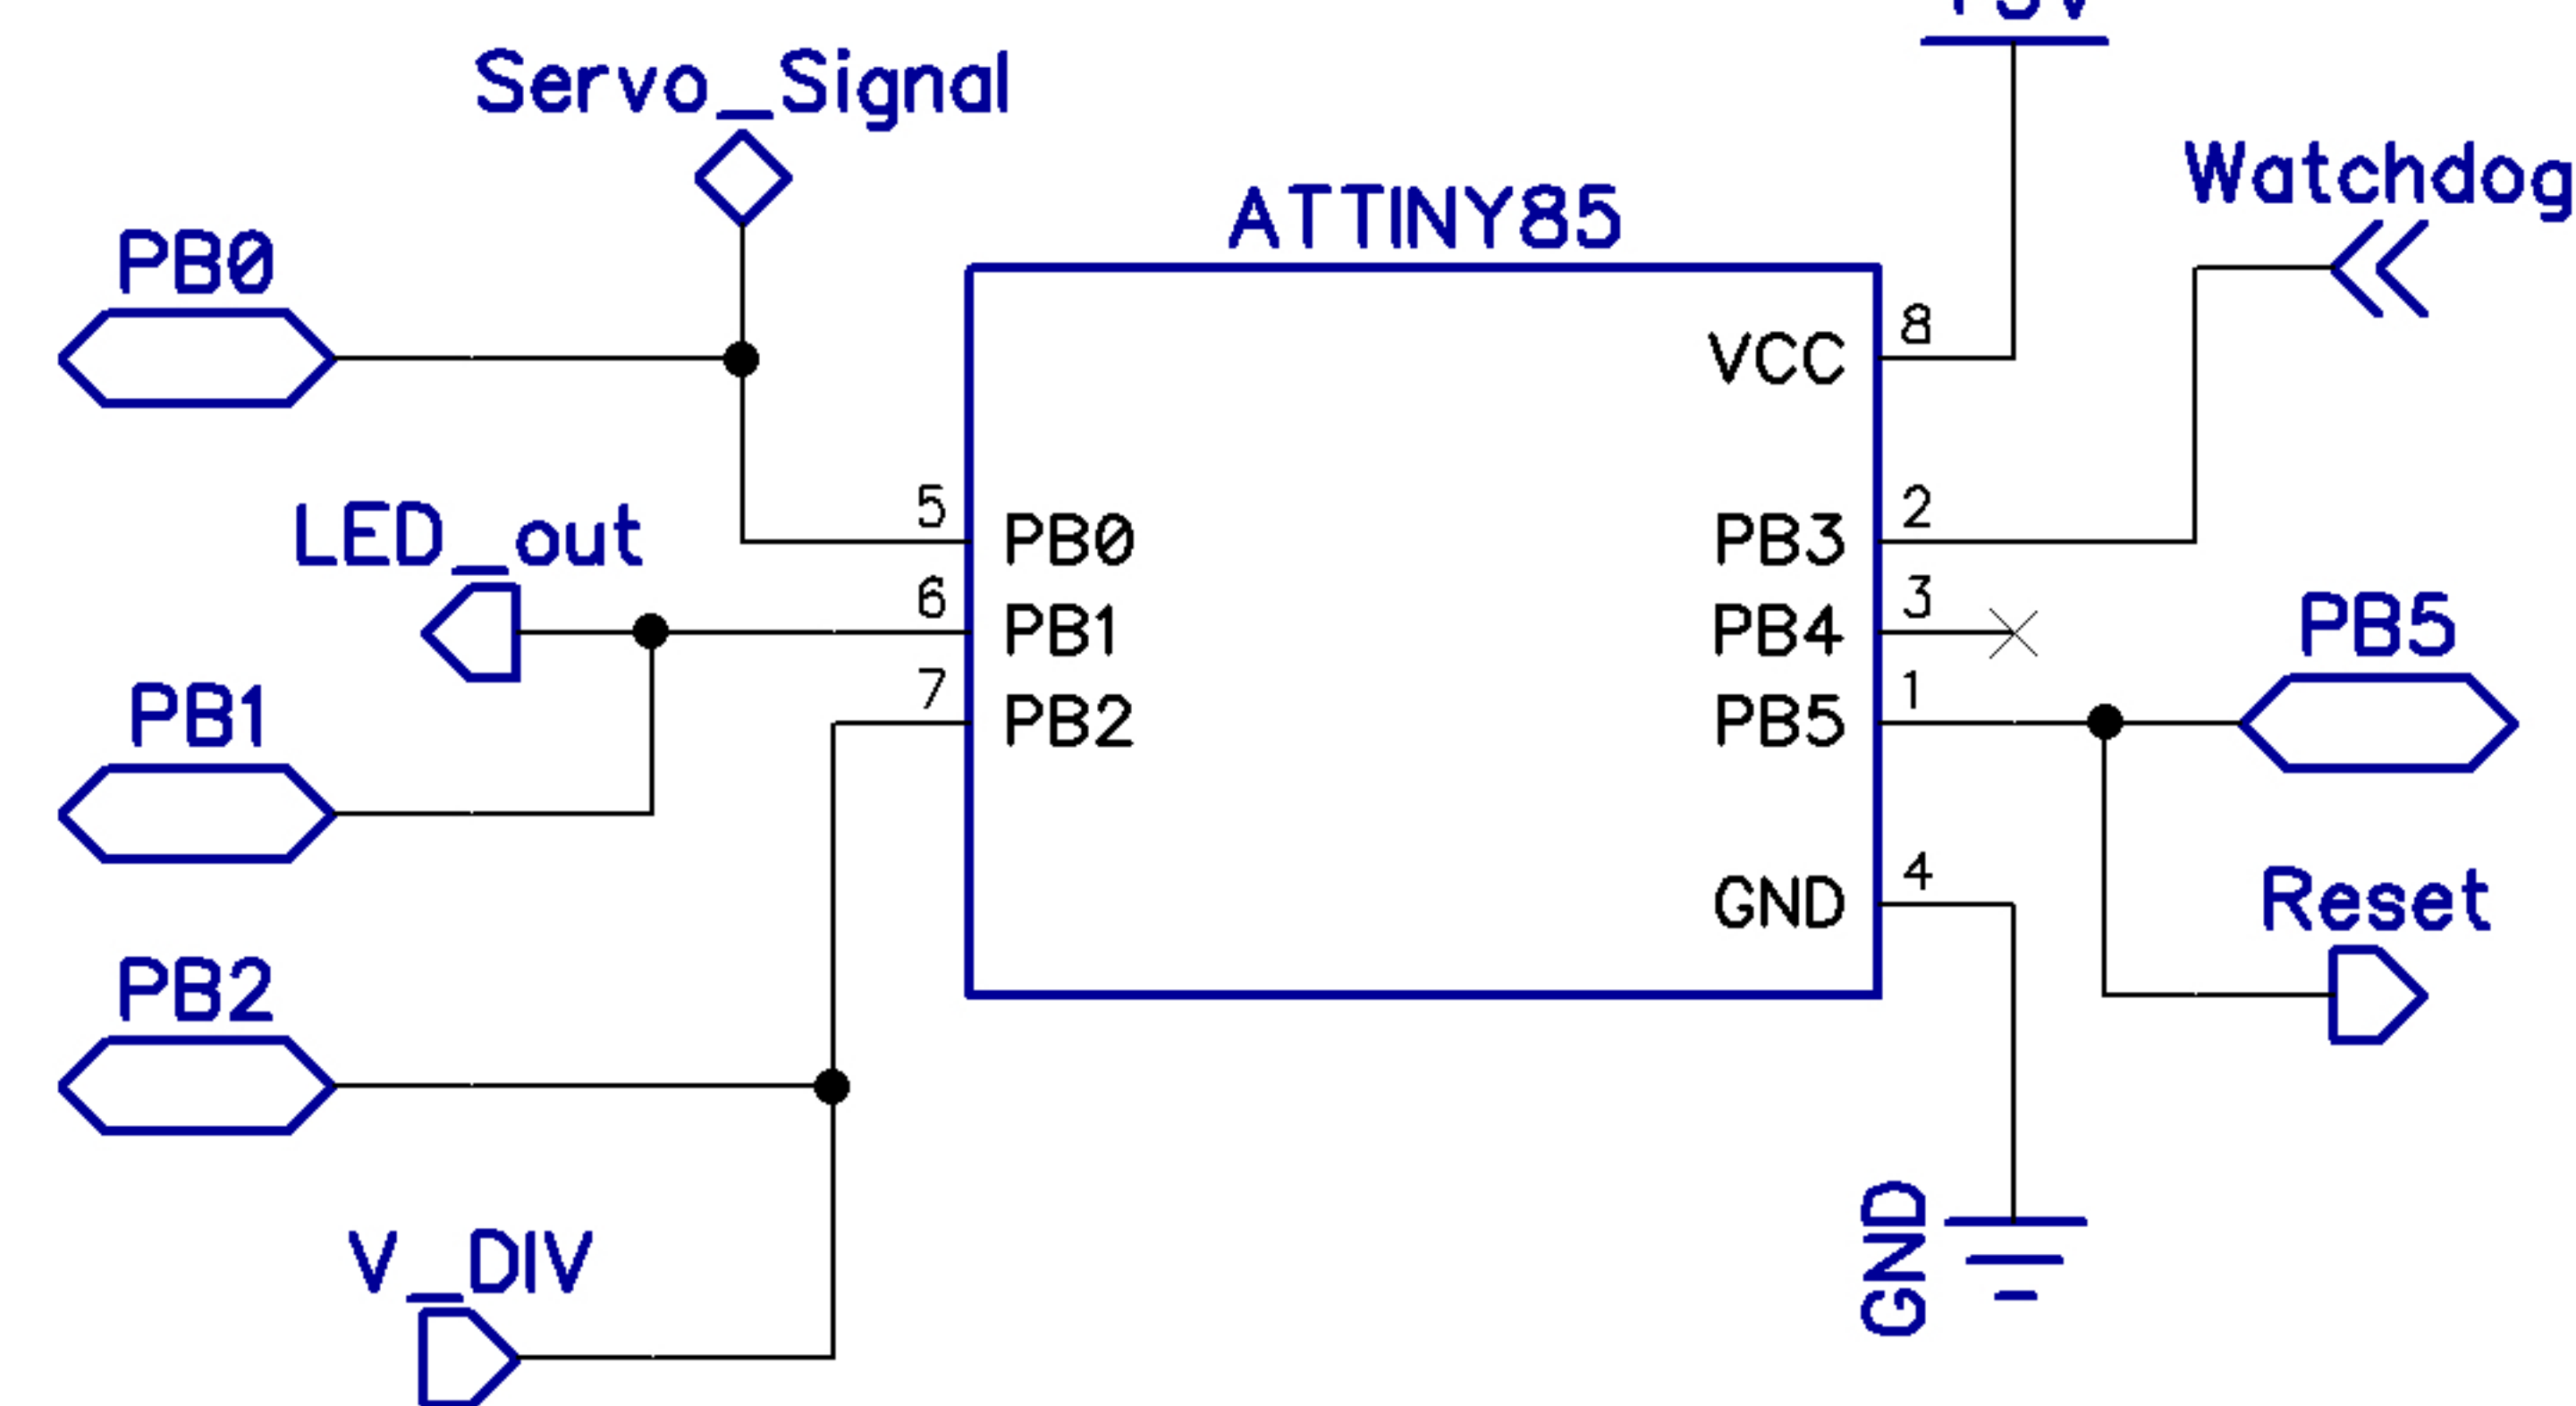 Servo_Signal
Watchdog
ATTINY85
PB0
VCC 8
5 PB0
PB3 2
LED_out
6 PB1
PB4 3
PB5
7 PB2
PB5 1
PB1
GND 4
Reset
PB2
GND
V_DIV